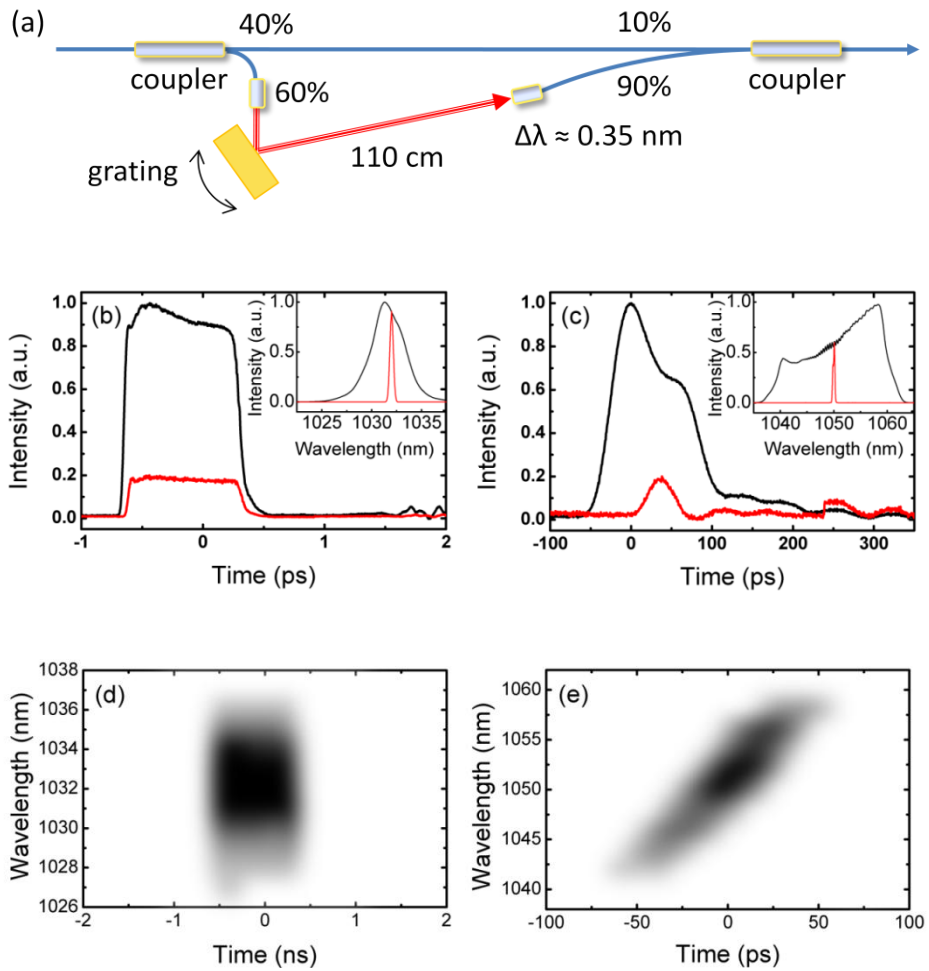 (a)
40%
10%
coupler
60%
90%
coupler
Δλ ≈ 0.35 nm
110 cm
grating
(b)
Intensity (a.u.)
1.0
0.8
0.6
0.4
0.2
0.0
-1
0
1
2
Time (ps)
Intensity (a.u.)
1.0
0.5
0.0
1025
1030
1035
Wavelength (nm)
(c)
Intensity (a.u.)
1.0
0.8
0.6
0.4
0.2
0.0
-100
0
100
200
300
Time (ps)
Intensity (a.u.)
1.0
0.5
0.0
1040
1050
1060
Wavelength (nm)
(d)
Wavelength (nm)
1038
1036
1034
1032
1030
1028
1026
-2
-1
0
1
2
Time (ns)
(e)
Wavelength (nm)
1060
1055
1050
1045
1040
-100
-50
0
50
100
Time (ps)